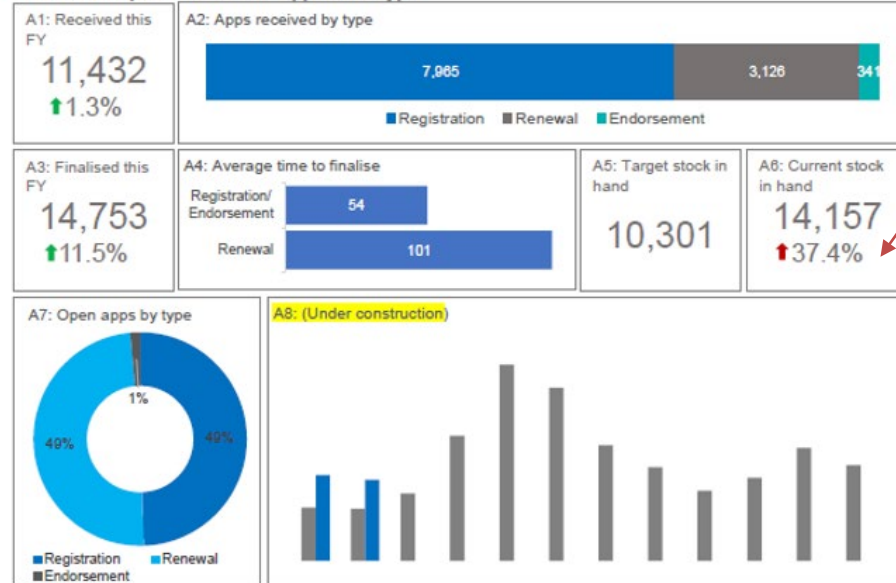 A1: Received this
FY
11,432
1.3%
A2: Apps received by type
7,965
3,126
341
Registration
Renewal
Endorsement
A3: Finalised this
FY
14,753
11.5%
A4: Average time to finalise
Registration/
Endorsement
54
Renewal
101
A5: Target stock in
hand
10,301
A6: Current stock
in hand
14,157
37.4%
A7: Open apps by type
1%
49%
49%
Registration
Renewal
Endorsement
A8: (Under construction)